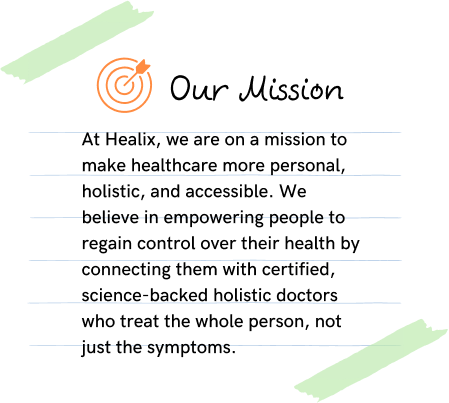 Our Mission
At Healix, we are on a mission to
make healthcare more personal,
holistic, and accessible. We
believe in empowering people to
regain control over their health by
connecting them with certified,
science-backed holistic doctors
who treat the whole person, not
just the symptoms.